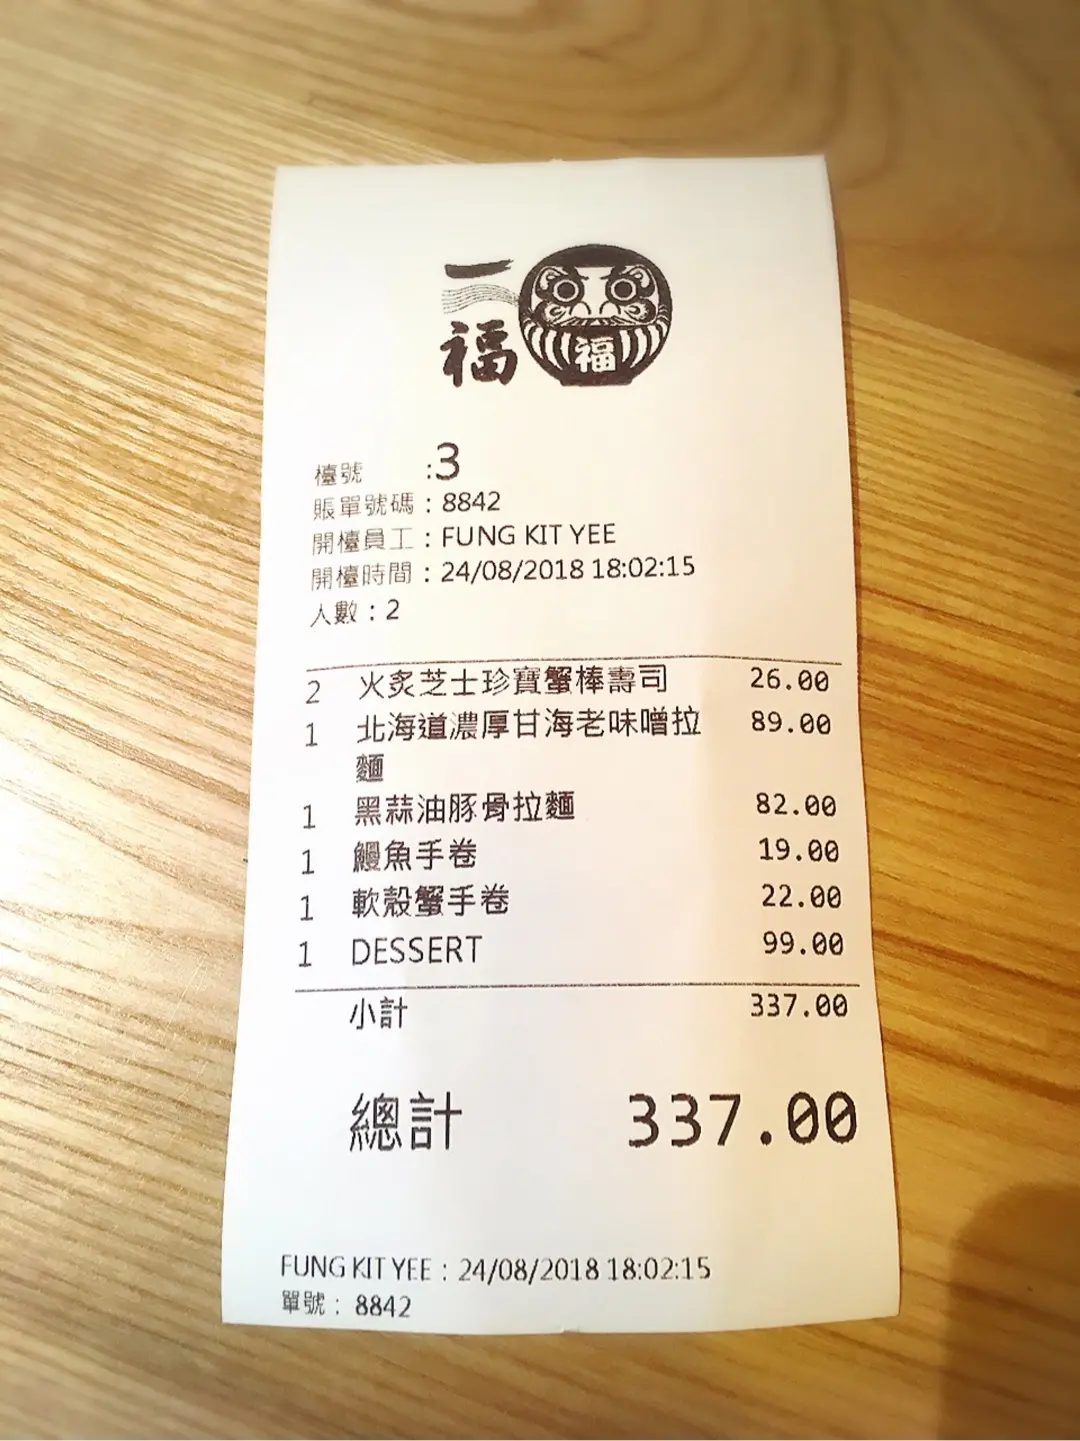 一福
福
檯號 :3
賬單號碼 : 8842
開檯員工 : FUNG KIT YEE
開檯時間 : 24/08/2018 18:02:15
人數 : 2
2 火炙芝士珍寶蟹棒壽司 26.00
1 北海道濃厚甘海老味噌拉 89.00
麵
1 黑蒜油豚骨拉麵 82.00
1 鰻魚手卷 19.00
1 軟殼蟹手卷 22.00
1 DESSERT 99.00
小計 337.00
總計 337.00
FUNG KIT YEE : 24/08/2018 18:02:15
單號 : 8842